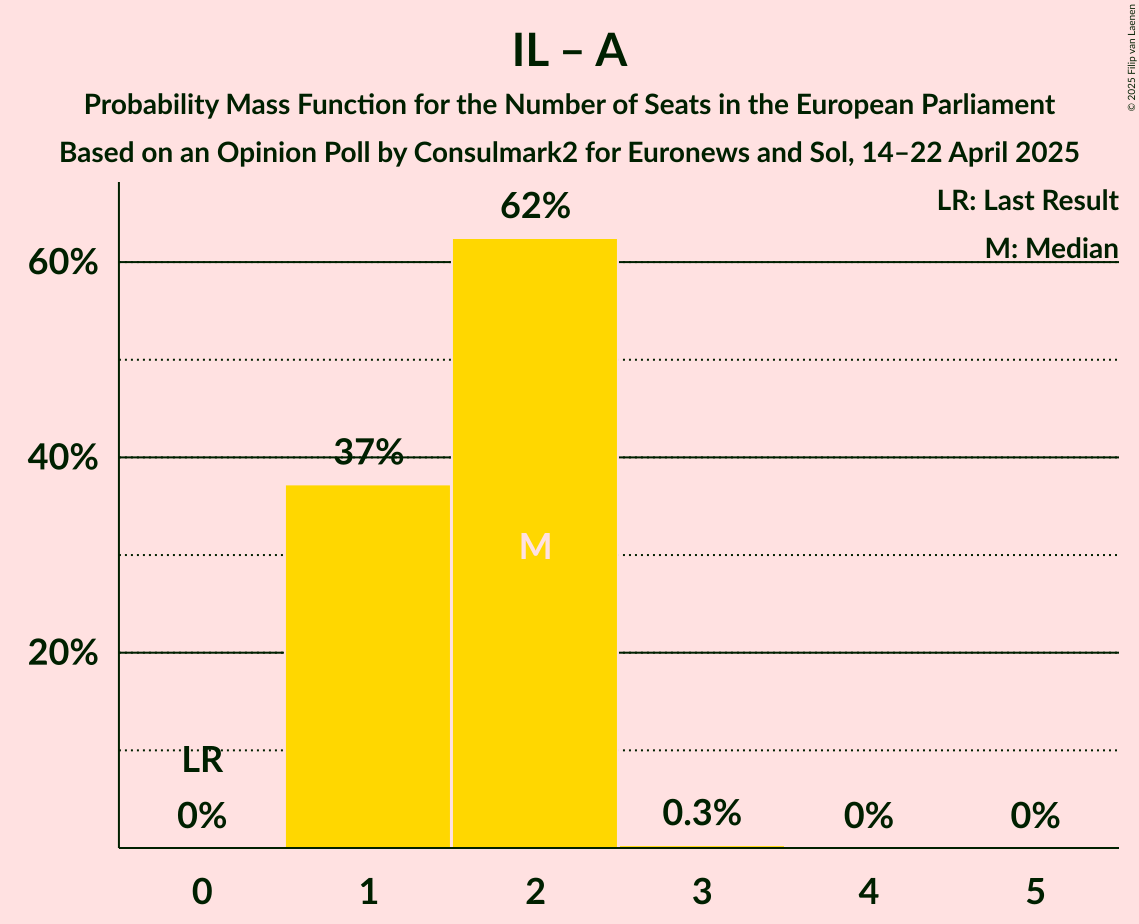 IL – A
Probability Mass Function for the Number of Seats in the European Parliament
Based on an Opinion Poll by Consulmark2 for Euronews and Sol, 14–22 April 2025
© 2025 Filip van Laenen
LR: Last Result
M: Median
62%
60%
40%
37%
M
20%
LR
0%
0.3%
0%
0%
0 1 2 3 4 5